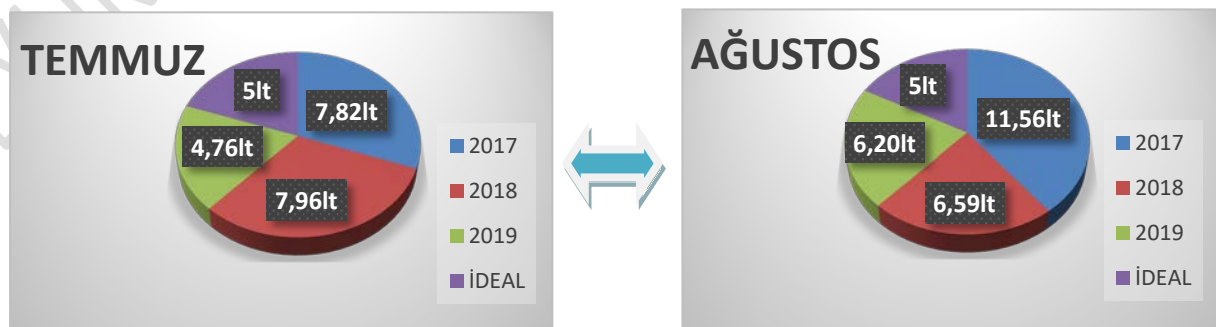 TEMMUZ
5lt
7,82lt
4,76lt
7,96lt
2017
2018
2019
İDEAL
AĞUSTOS
5lt
11,56lt
6,20lt
6,59lt
2017
2018
2019
İDEAL